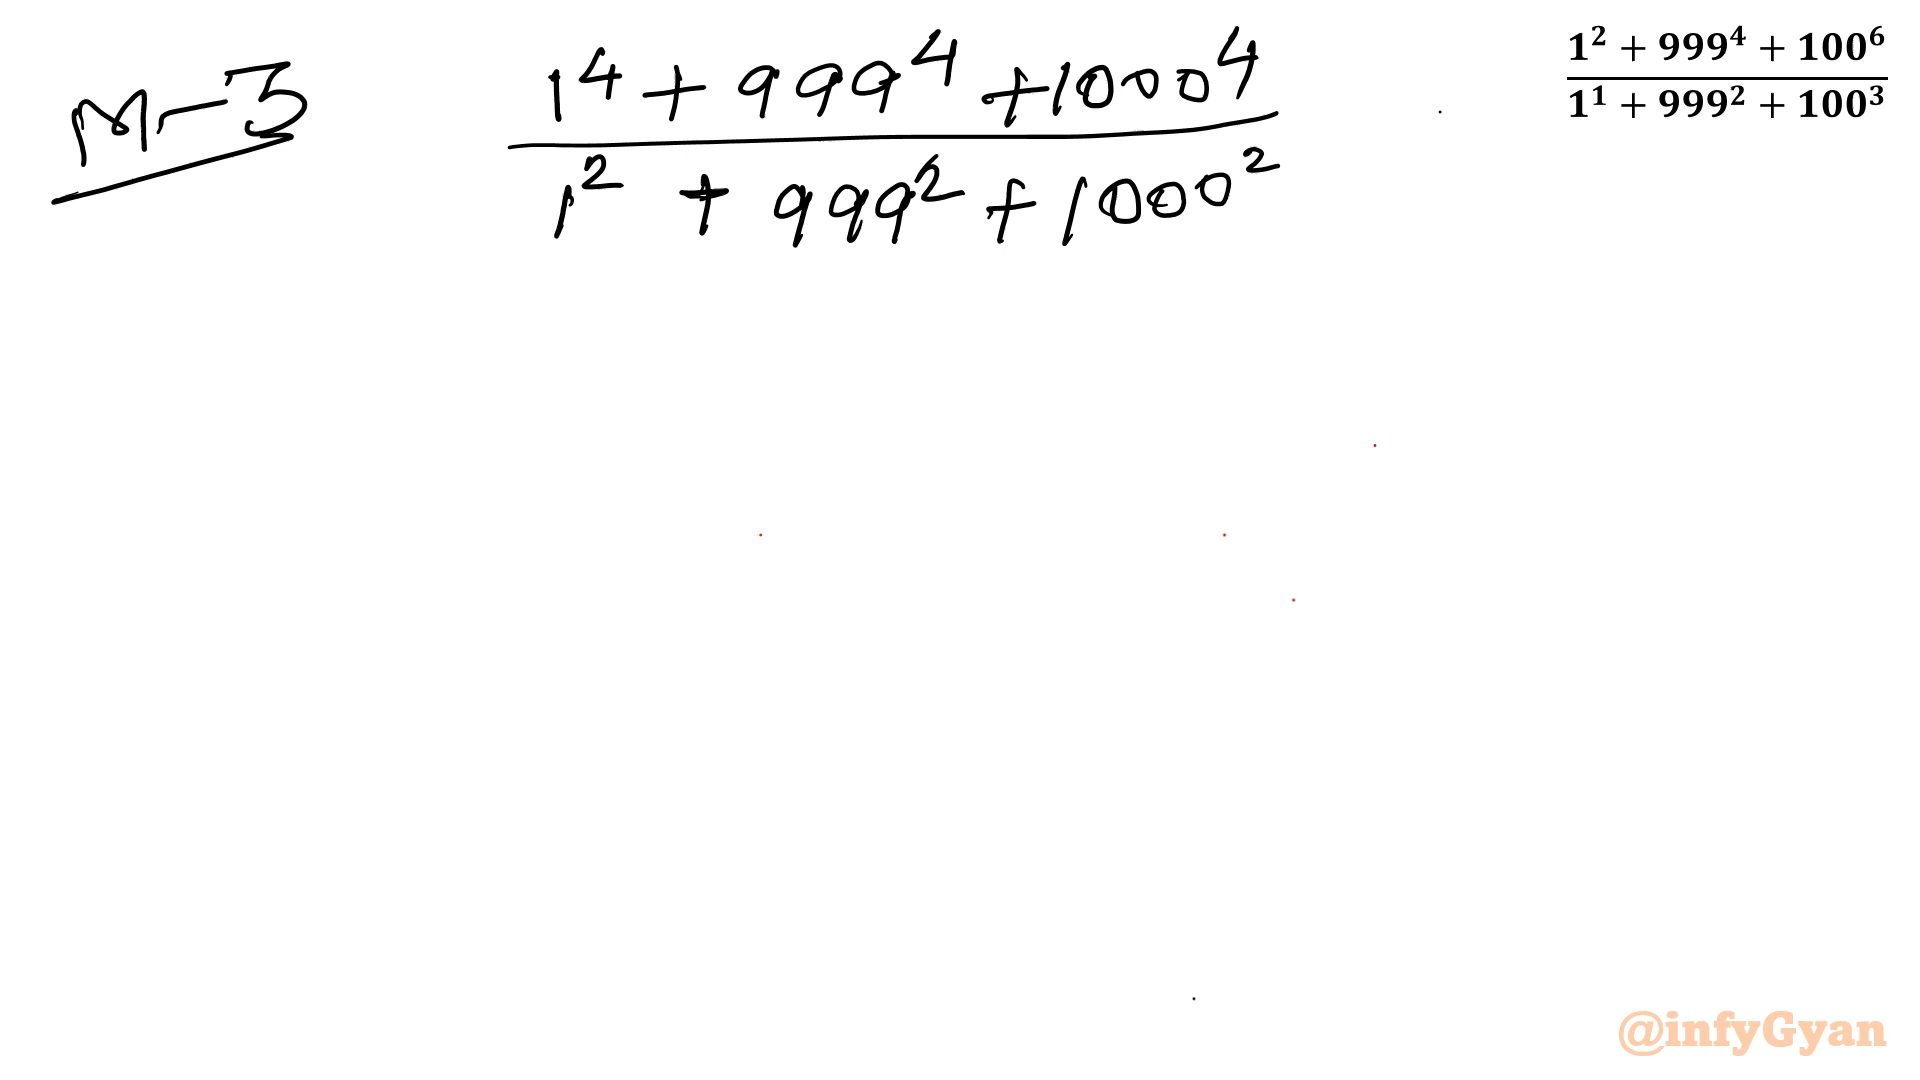 M-3
1⁴ + 999⁴ + 1000⁴
1² + 999² + 1000²
1² + 999⁴ + 100⁶
1¹ + 999² + 100³
@infyGyan